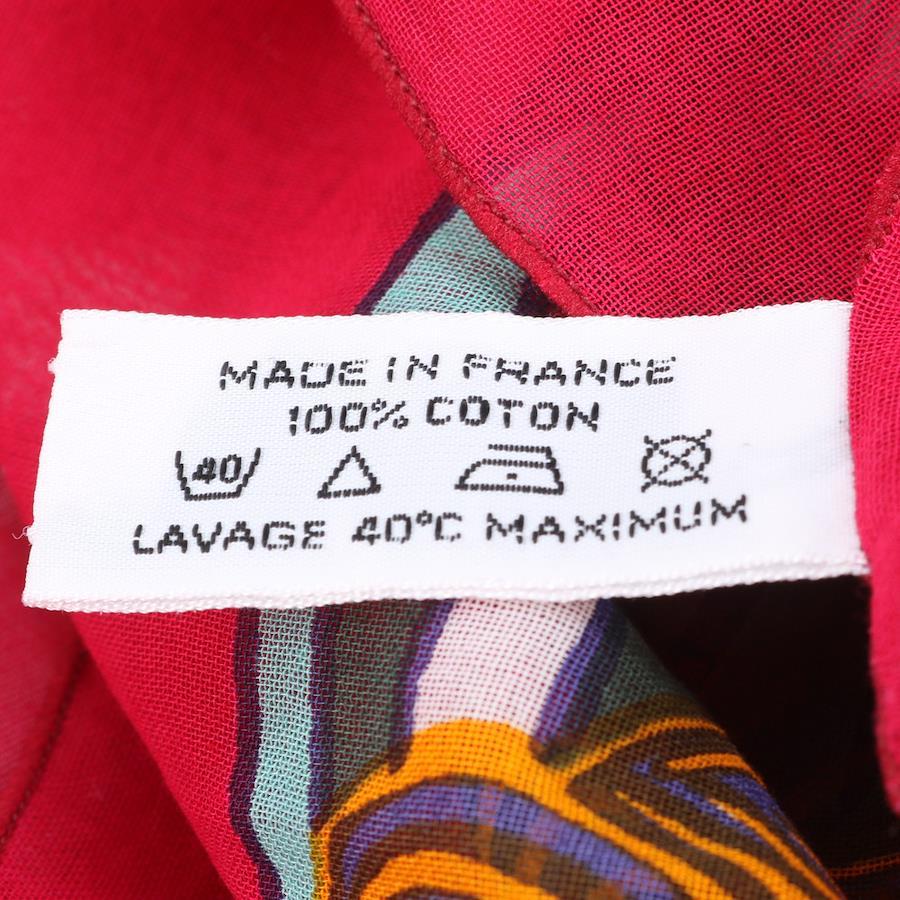 MADE IN FRANCE
100% COTON
40
LAVAGE 40°C MAXIMUM